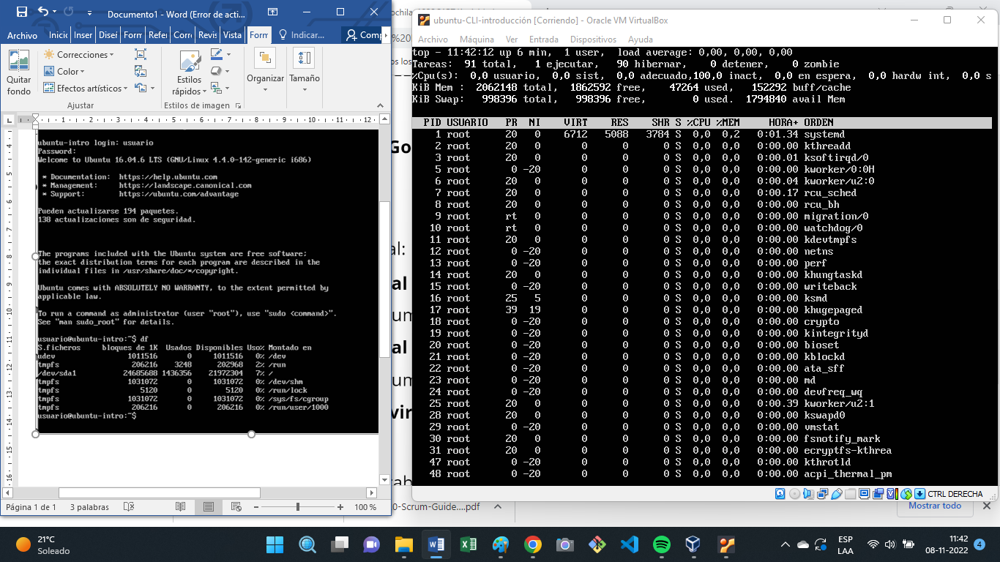 Documento1 - Word (Error de acti...
Archivo Inicio Inser Diseí Forn Refer Corre Revis Vista Form Indicar... Comp
Quitar fondo
Correcciones
Color
Efectos artísticos
Ajustar
Estilos rápidos
Estilos de imagen
Organizar
Tamaño
1 2 3 4 5 6 7 8 9 10 11 12
ubuntu-intro login: usuario
Password:
Welcome to Ubuntu 16.04.6 LTS (GNU/Linux 4.4.0-142-generic i686)
* Documentation: https://help.ubuntu.com
* Management: https://landscape.canonical.com
* Support: https://ubuntu.com/advantage
Pueden actualizarse 194 paquetes.
138 actualizaciones son de seguridad.
The programs included with the Ubuntu system are free software;
the exact distribution terms for each program are described in the
individual files in /usr/share/doc/*/copyright.
Ubuntu comes with ABSOLUTELY NO WARRANTY, to the extent permitted by
applicable law.
To run a command as administrator (user "root"), use "sudo <command>".
See "man sudo_root" for details.
usuario@ubuntu-intro:~$ df
S.ficheros bloques de 1K Usados Disponibles Uso% Montado en
udev 1011516 0 1011516 0% /dev
tmpfs 206216 3248 202968 2% /run
/dev/sda1 24685688 1436356 21972304 7% /
tmpfs 1031072 0 1031072 0% /dev/shm
tmpfs 5120 0 5120 0% /run/lock
tmpfs 1031072 0 1031072 0% /sys/fs/cgroup
tmpfs 206216 0 206216 0% /run/user/1000
usuario@ubuntu-intro:~$
Página 1 de 1 3 palabras 100 %
ubuntu-CLI-introducción [Corriendo] - Oracle VM VirtualBox
Archivo Máquina Ver Entrada Dispositivos Ayuda
top - 11:42:12 up 6 min, 1 user, load average: 0,00, 0,00, 0,00
Tareas: 91 total, 1 ejecutar, 90 hibernar, 0 detener, 0 zombie
%Cpu(s): 0,0 usuario, 0,0 sist, 0,0 adecuado,100,0 inact, 0,0 en espera, 0,0 hardw int, 0,0 s
KiB Mem : 2062148 total, 1862592 free, 47264 used, 152292 buff/cache
KiB Swap: 998396 total, 998396 free, 0 used. 1794840 avail Mem
PID USUARIO PR NI VIRT RES SHR S %CPU %MEM HORA+ ORDEN
1 root 20 0 6712 5088 3784 S 0,0 0,2 0:01.34 systemd
2 root 20 0 0 0 0 S 0,0 0,0 0:00.00 kthreadd
3 root 20 0 0 0 0 S 0,0 0,0 0:00.01 ksoftirqd/0
5 root 0 -20 0 0 0 S 0,0 0,0 0:00.00 kworker/0:0H
6 root 20 0 0 0 0 S 0,0 0,0 0:00.04 kworker/u2:0
7 root 20 0 0 0 0 S 0,0 0,0 0:00.17 rcu_sched
8 root 20 0 0 0 0 S 0,0 0,0 0:00.00 rcu_bh
9 root rt 0 0 0 0 S 0,0 0,0 0:00.00 migration/0
10 root rt 0 0 0 0 S 0,0 0,0 0:00.00 watchdog/0
11 root 20 0 0 0 0 S 0,0 0,0 0:00.00 kdevtmpfs
12 root 0 -20 0 0 0 S 0,0 0,0 0:00.00 netns
13 root 0 -20 0 0 0 S 0,0 0,0 0:00.00 perf
14 root 20 0 0 0 0 S 0,0 0,0 0:00.00 khungtaskd
15 root 0 -20 0 0 0 S 0,0 0,0 0:00.00 writeback
16 root 25 5 0 0 0 S 0,0 0,0 0:00.00 ksmd
17 root 39 19 0 0 0 S 0,0 0,0 0:00.00 khugepaged
18 root 0 -20 0 0 0 S 0,0 0,0 0:00.00 crypto
19 root 0 -20 0 0 0 S 0,0 0,0 0:00.00 kintegrityd
20 root 0 -20 0 0 0 S 0,0 0,0 0:00.00 bioset
21 root 0 -20 0 0 0 S 0,0 0,0 0:00.00 kblockd
22 root 0 -20 0 0 0 S 0,0 0,0 0:00.00 ata_sff
23 root 0 -20 0 0 0 S 0,0 0,0 0:00.00 md
24 root 0 -20 0 0 0 S 0,0 0,0 0:00.00 devfreq_wq
25 root 20 0 0 0 0 S 0,0 0,0 0:00.39 kworker/u2:1
28 root 20 0 0 0 0 S 0,0 0,0 0:00.00 kswapd0
29 root 0 -20 0 0 0 S 0,0 0,0 0:00.00 vmstat
30 root 20 0 0 0 0 S 0,0 0,0 0:00.00 fsnotify_mark
31 root 20 0 0 0 0 S 0,0 0,0 0:00.00 ecryptfs-kthrea
47 root 0 -20 0 0 0 S 0,0 0,0 0:00.00 kthrotld
48 root 0 -20 0 0 0 S 0,0 0,0 0:00.00 acpi_thermal_pm
CTRL DERECHA
0-Scrum-Guide....pdf
Mostrar todo
21°C
Soleado
ESP
LAA
11:42
08-11-2022
4